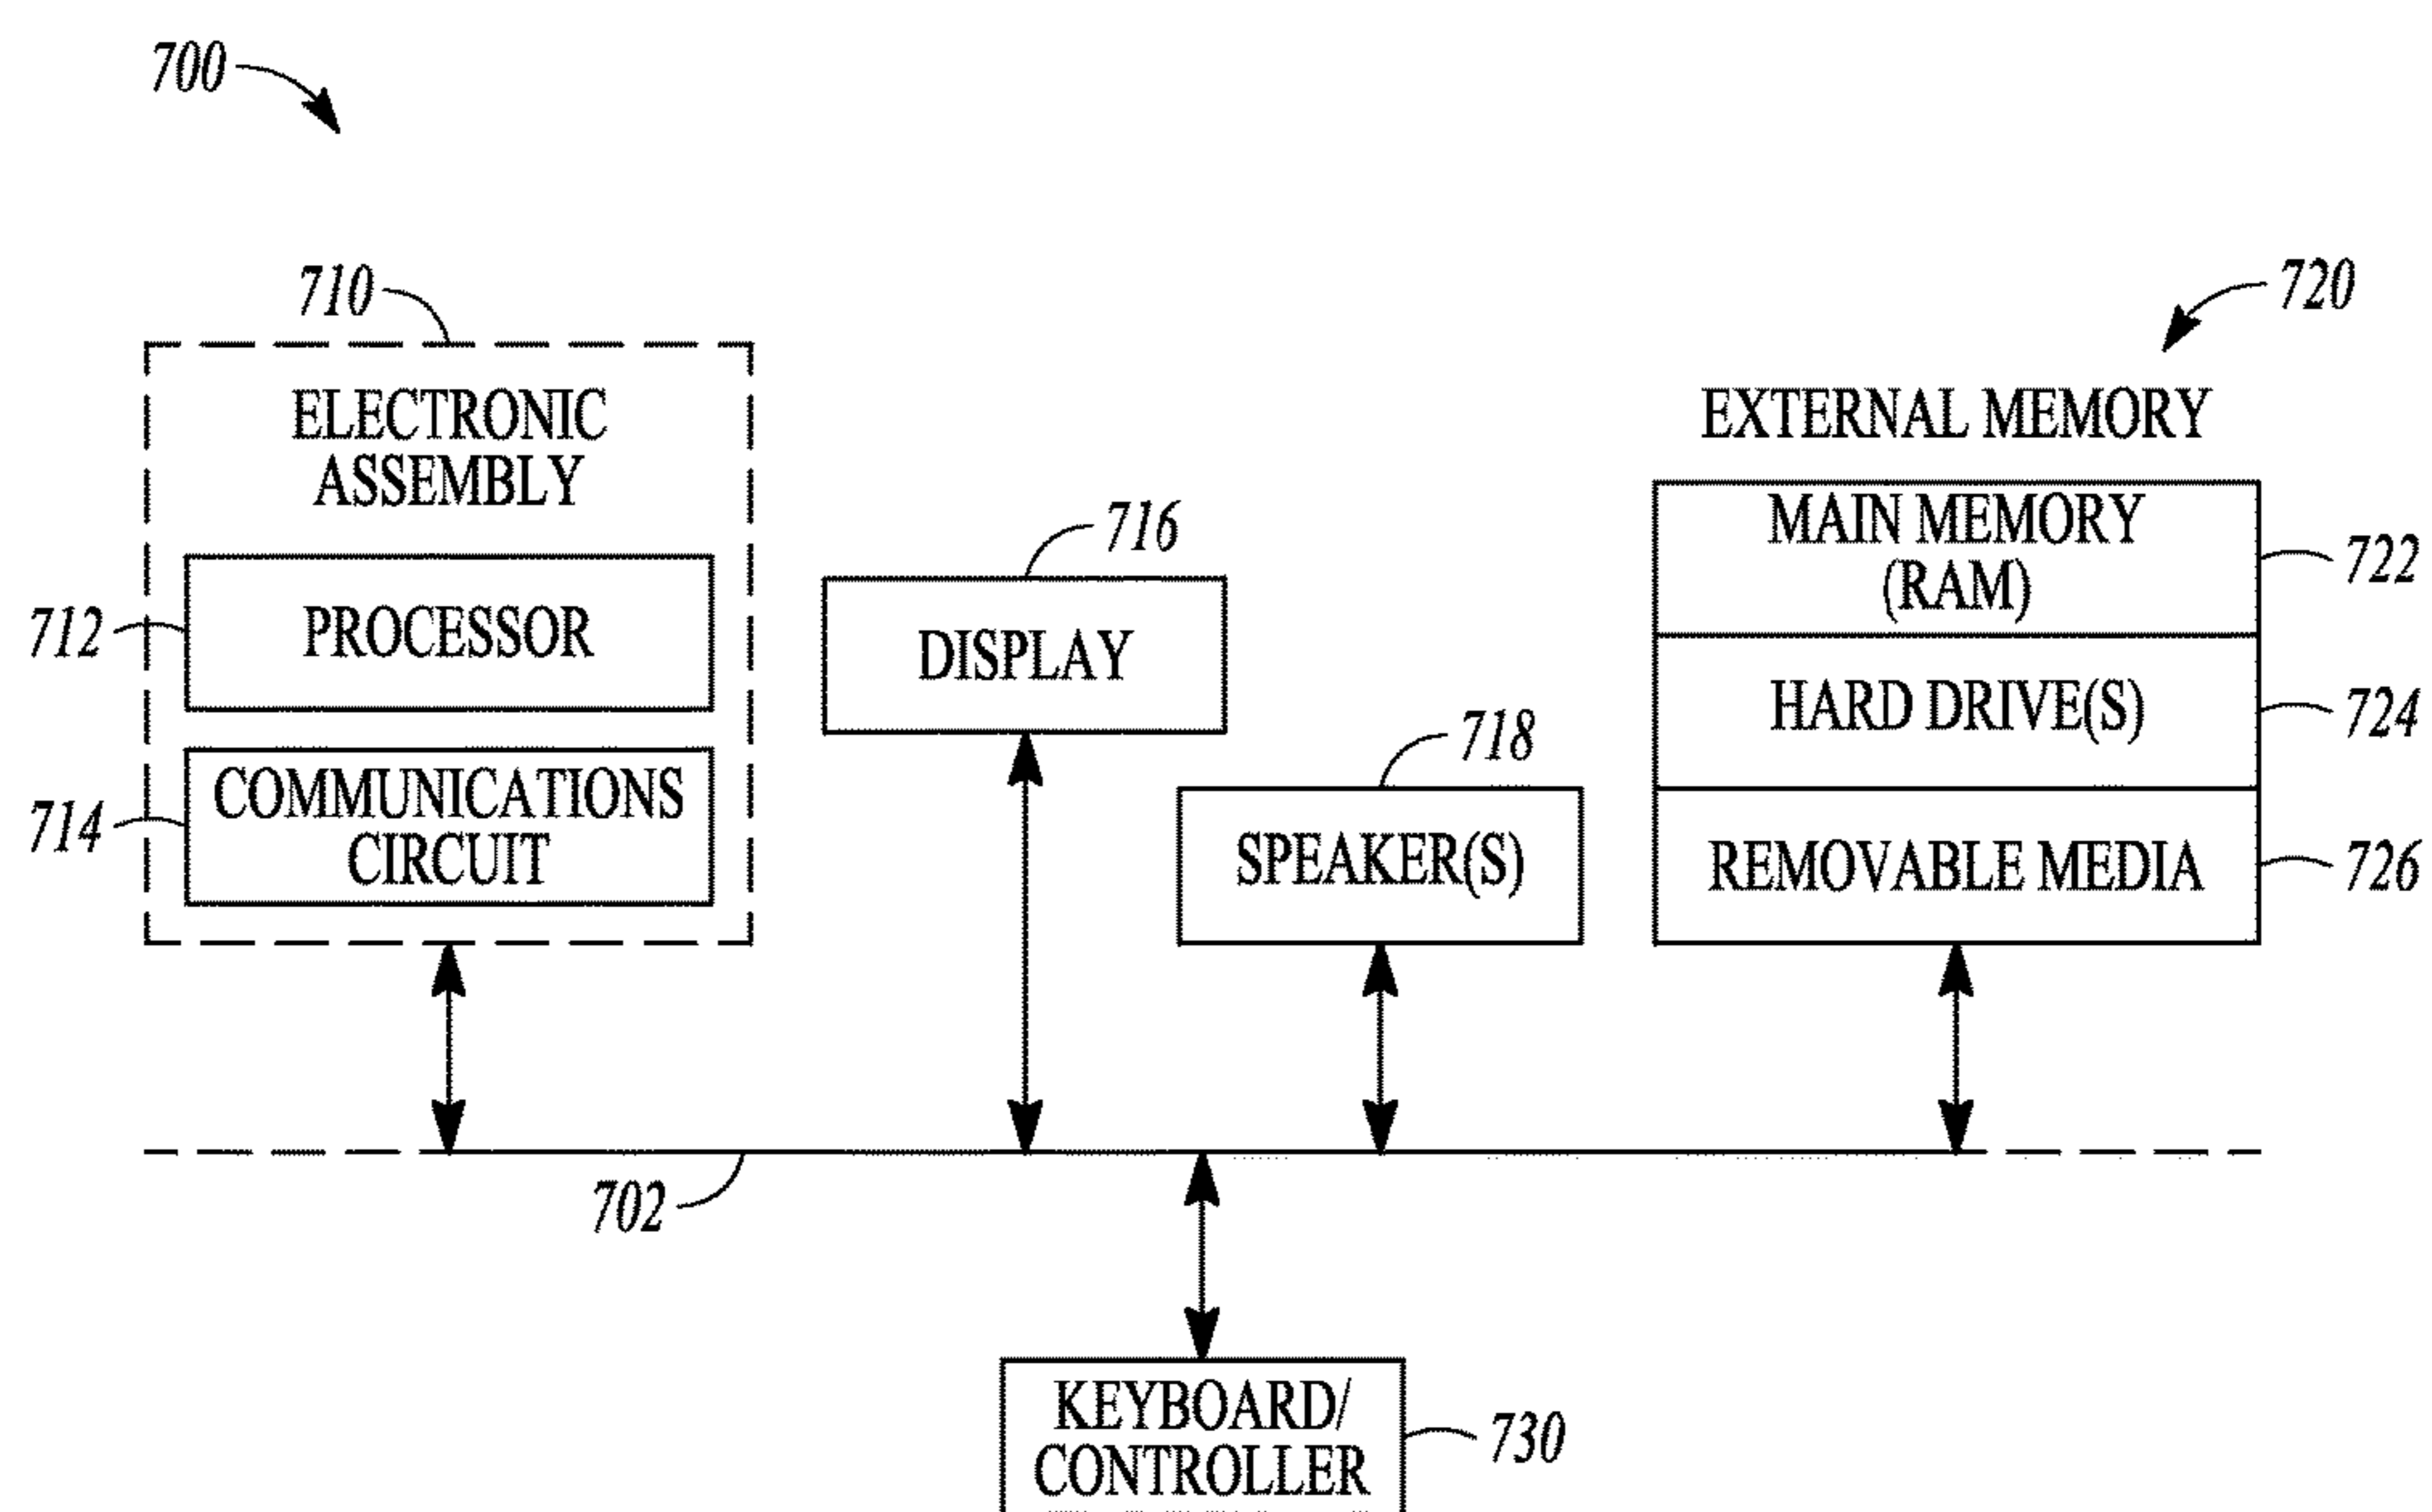 700
710
720
ELECTRONIC
ASSEMBLY
EXTERNAL MEMORY
716
MAIN MEMORY
(RAM)
722
712
PROCESSOR
DISPLAY
HARD DRIVE(S)
724
718
714
COMMUNICATIONS
CIRCUIT
SPEAKER(S)
REMOVABLE MEDIA
726
702
KEYBOARD/
CONTROLLER
730